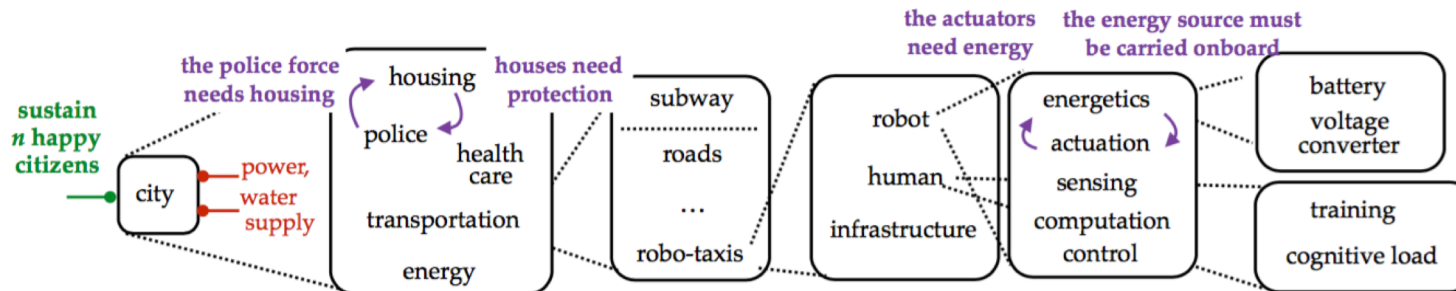 sustain
n happy
citizens
city
power,
water
supply
the police force
needs housing
housing
police
health
care
transportation
energy
houses need
protection
subway
roads
...
robo-taxis
robot
human
infrastructure
the actuators
need energy
the energy source must
be carried onboard
energetics
actuation
sensing
computation
control
battery
voltage
converter
training
cognitive load